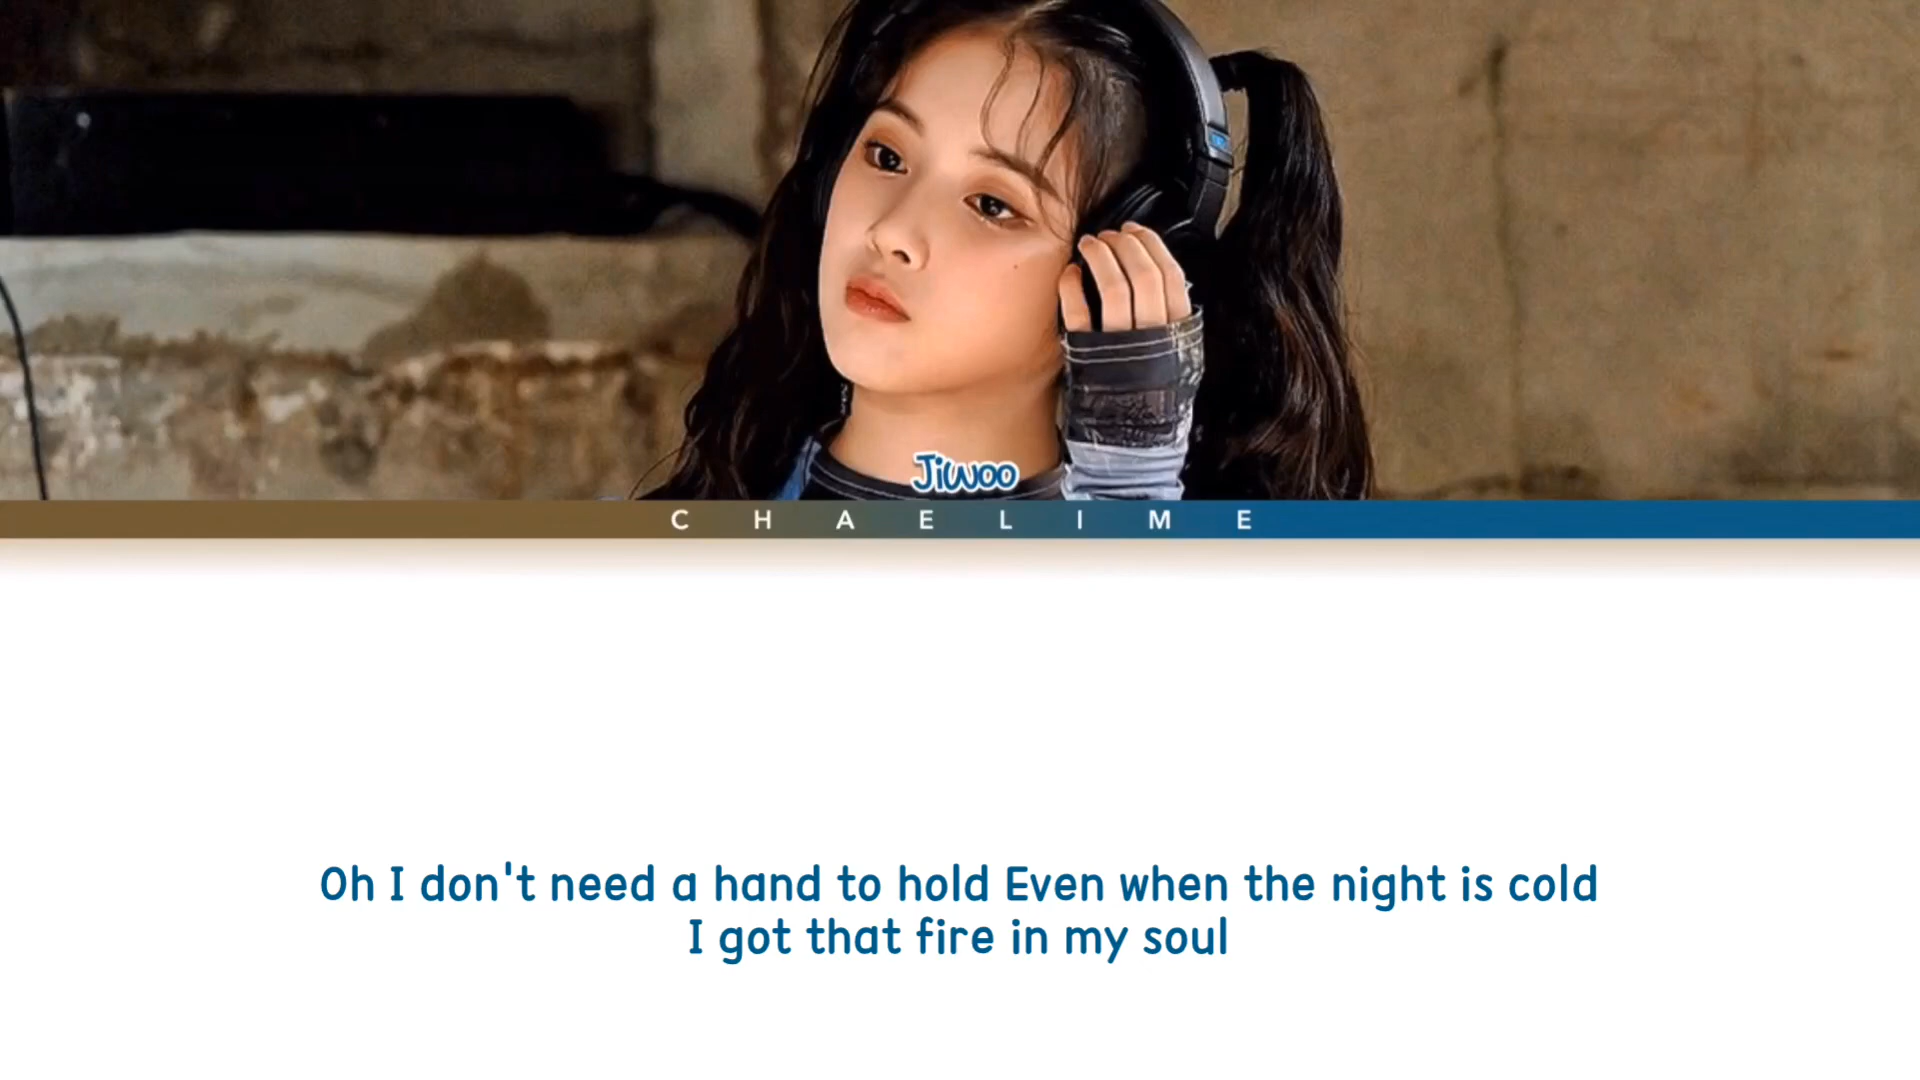 JiWoo
CHAELIME
Oh I don't need a hand to hold Even when the night is cold
I got that fire in my soul